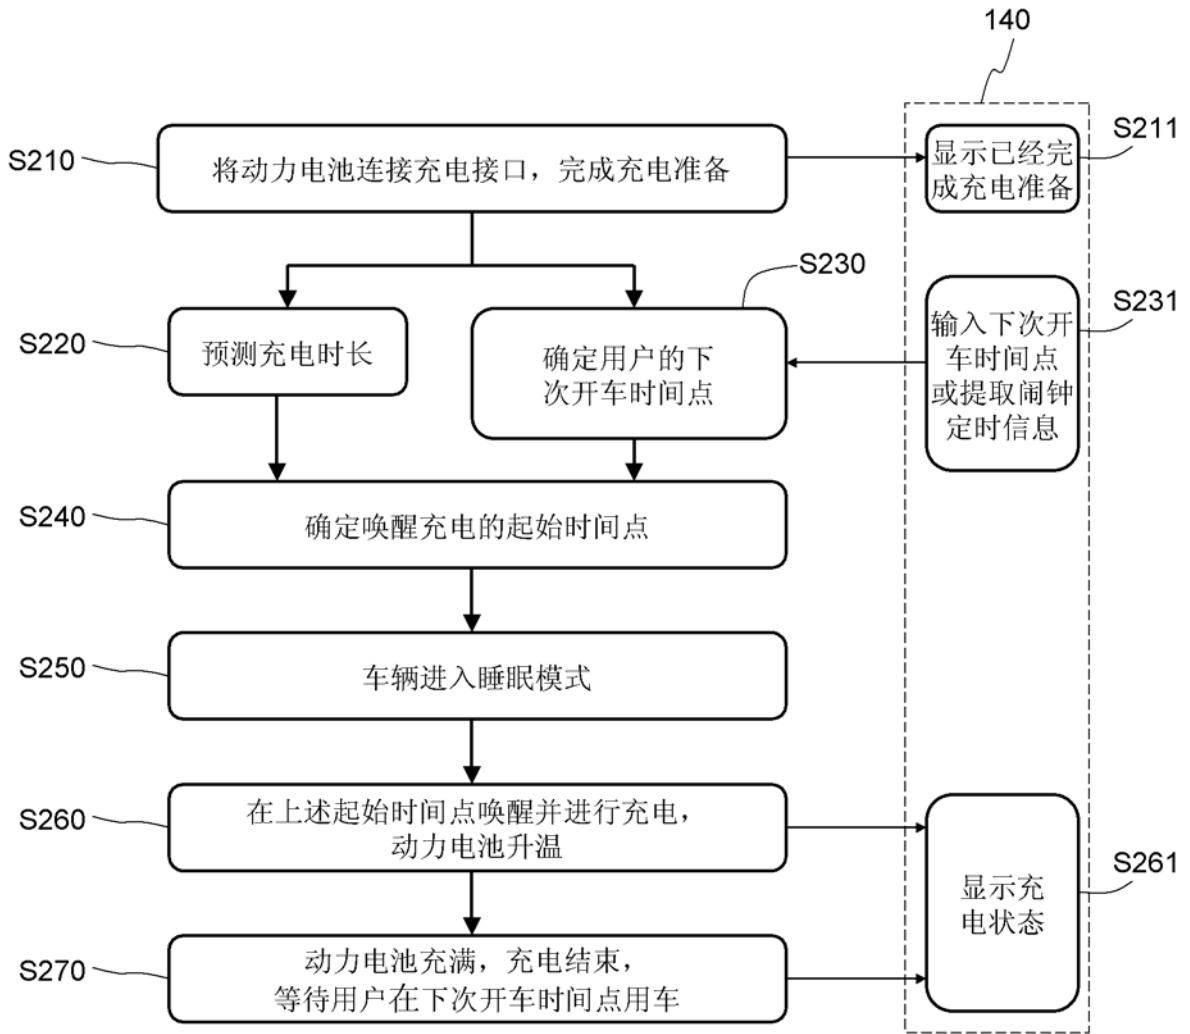 140
S210
将动力电池连接充电接口，完成充电准备
显示已经完
成充电准备
S211
S230
S220
预测充电时长
确定用户的下
次开车时间点
输入下次开
车时间点
或提取闹钟
定时信息
S231
S240
确定唤醒充电的起始时间点
S250
车辆进入睡眠模式
S260
在上述起始时间点唤醒并进行充电，
动力电池升温
显示充
电状态
S261
S270
动力电池充满，充电结束，
等待用户在下次开车时间点用车